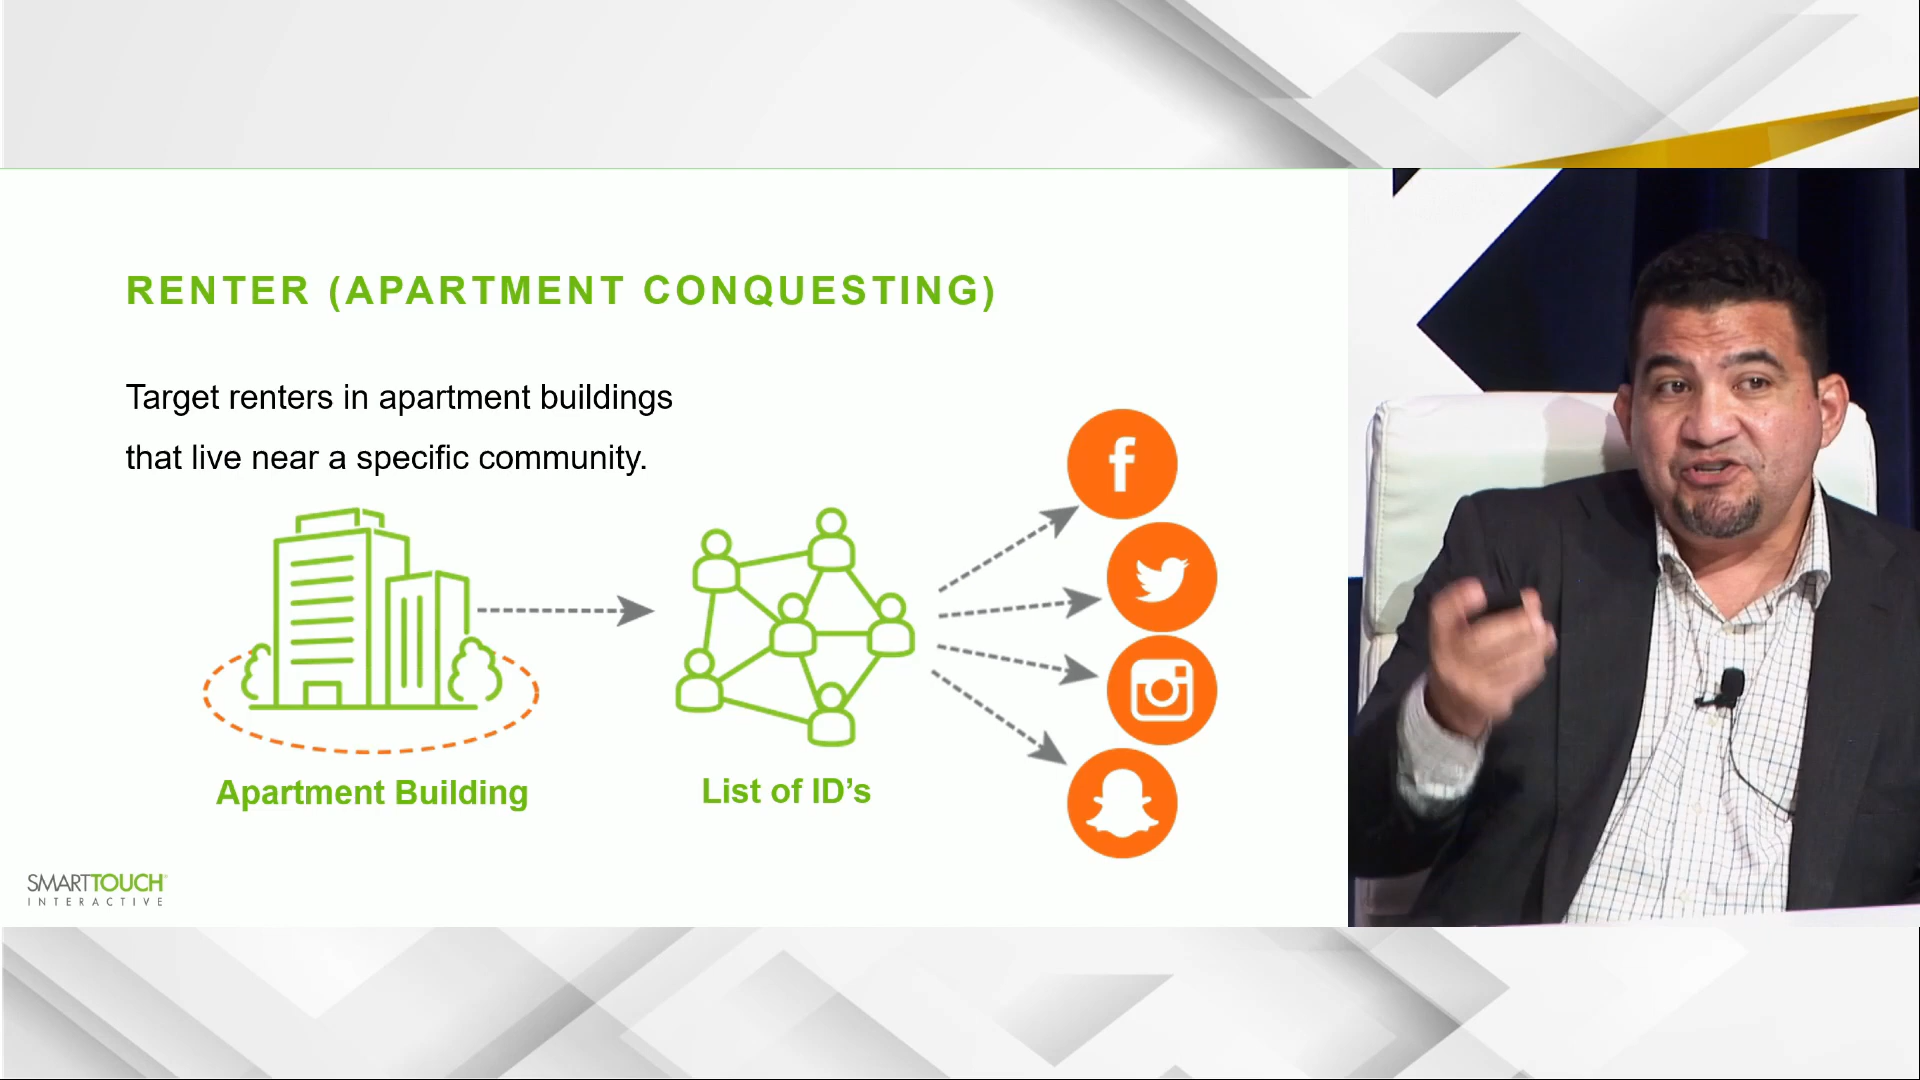 RENTER (APARTMENT CONQUESTING)
Target renters in apartment buildings
that live near a specific community.
Apartment Building
List of ID’s
SMARTTOUCH
INTERACTIVE